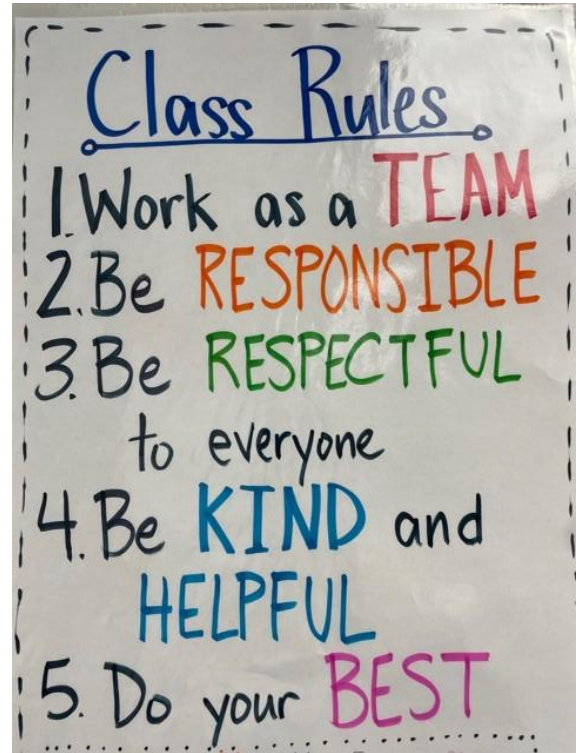 Class Rules
1. Work as a TEAM
2. Be RESPONSIBLE
3. Be RESPECTFUL
to everyone
4. Be KIND and
HELPFUL
5. Do your BEST